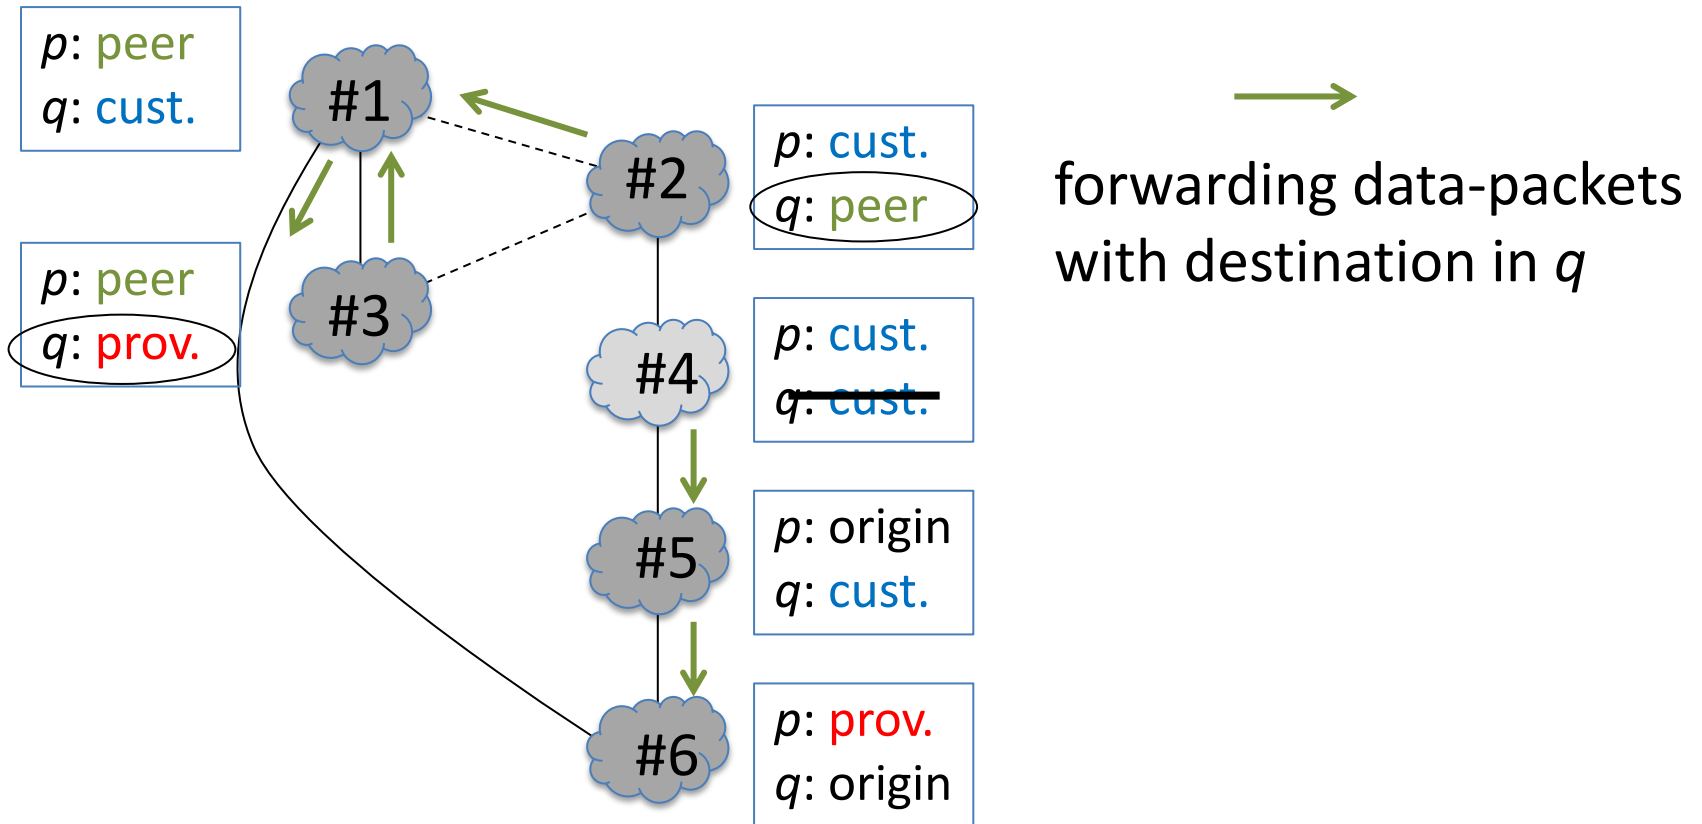 p: peer
q: cust.
#1
#2
p: cust.
q: peer
forwarding data-packets
with destination in q
p: peer
q: prov.
#3
#4
p: cust.
q: cust.
#5
p: origin
q: cust.
#6
p: prov.
q: origin